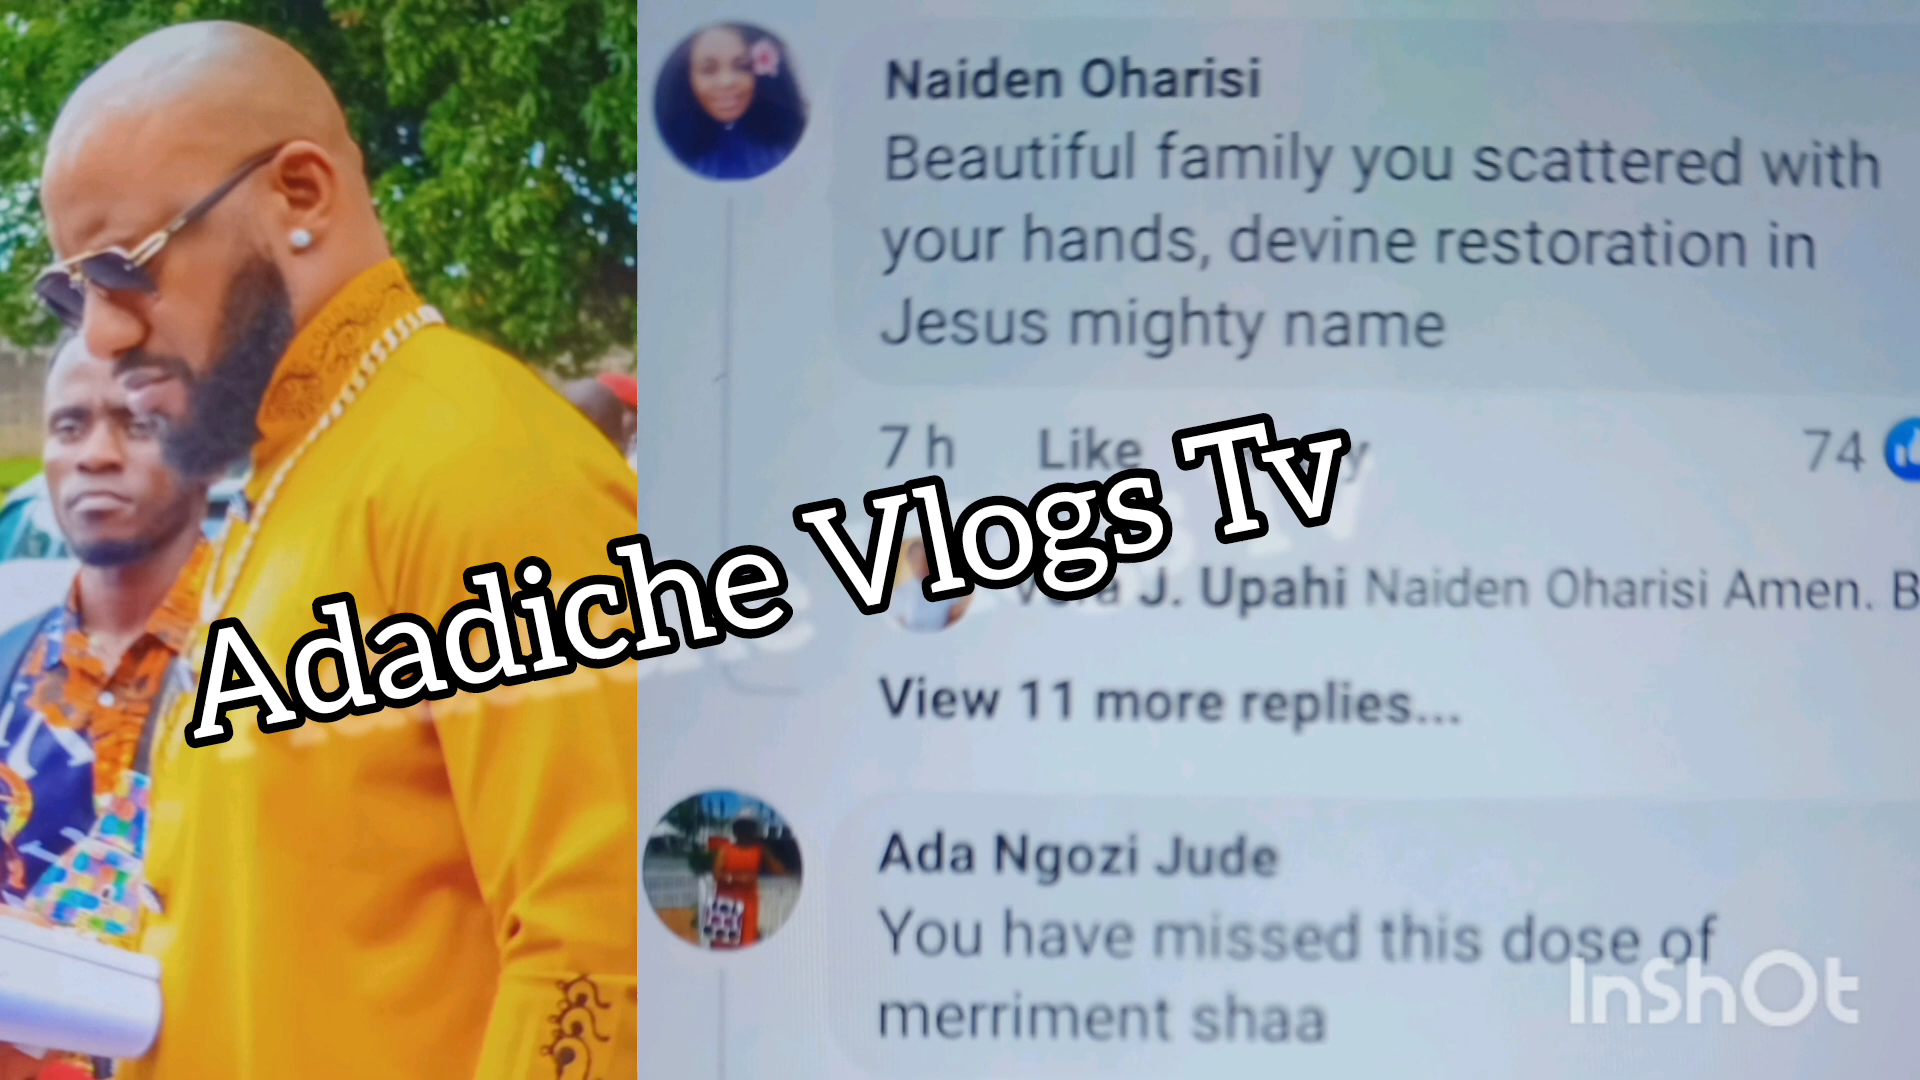 Naiden Oharisi
Beautiful family you scattered with
your hands, devine restoration in
Jesus mighty name
7 h Like 74
J. Upahi Naiden Oharisi Amen. B
View 11 more replies...
Adadiche Vlogs Tv
Ada Ngozi Jude
You have missed this dose of
merriment shaa
InShOt